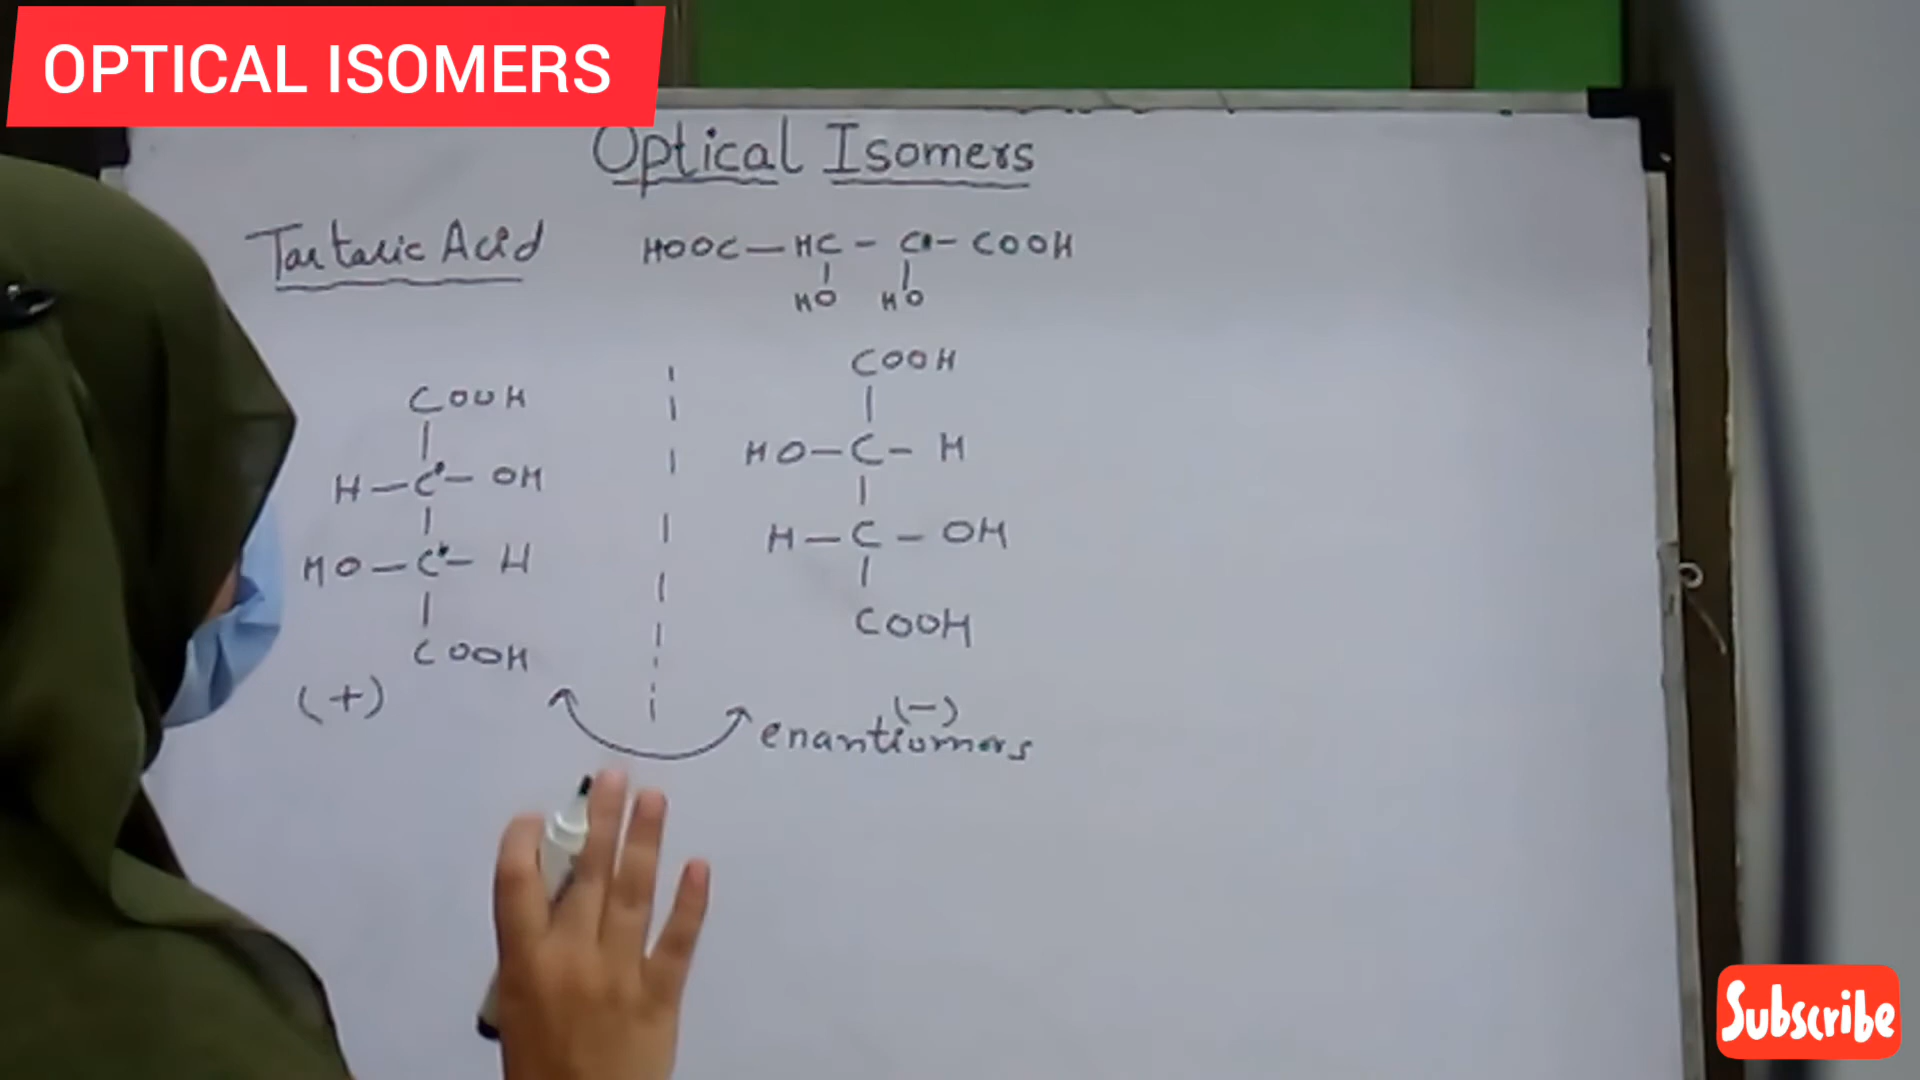 OPTICAL ISOMERS
Optical Isomers
Tartaric Acid
HOOC — HC – C – COOH
HO HO
COOH
H — C – OH
HO — C – H
COOH
(+)
COOH
HO — C – H
H — C – OH
COOH
(–)
enantiomers
Subscribe